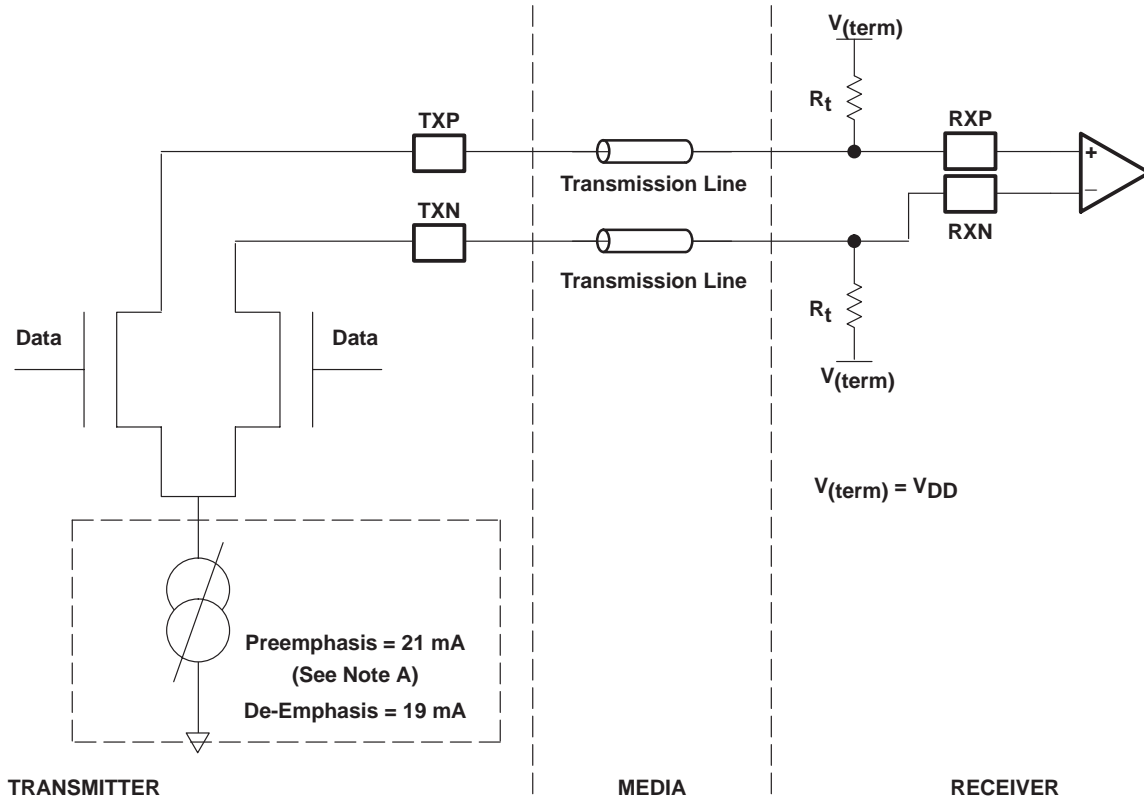 V(term)
Rt
TXP
RXP
+
Transmission Line
–
TXN
RXN
Transmission Line
Rt
Data
Data
V(term)
V(term) = VDD
Preemphasis = 21 mA
(See Note A)
De-Emphasis = 19 mA
TRANSMITTER
MEDIA
RECEIVER